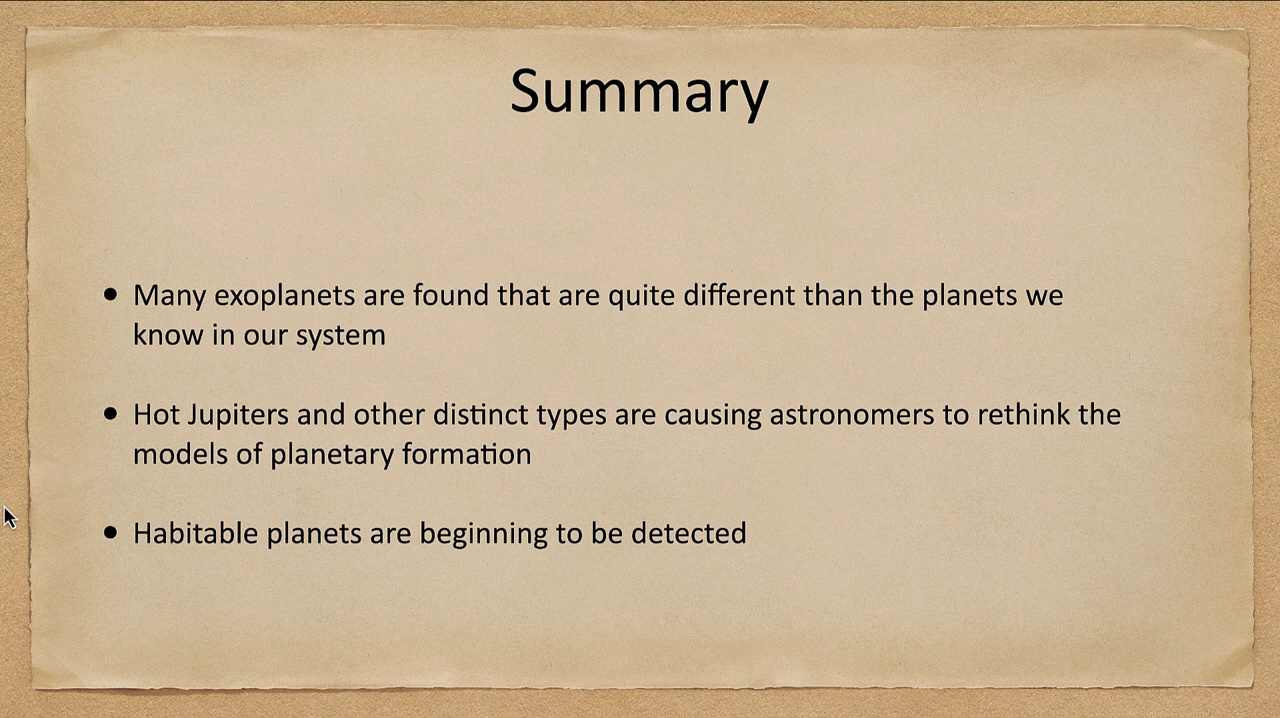 Summary
• Many exoplanets are found that are quite different than the planets we
know in our system
• Hot Jupiters and other distinct types are causing astronomers to rethink the
models of planetary formation
• Habitable planets are beginning to be detected